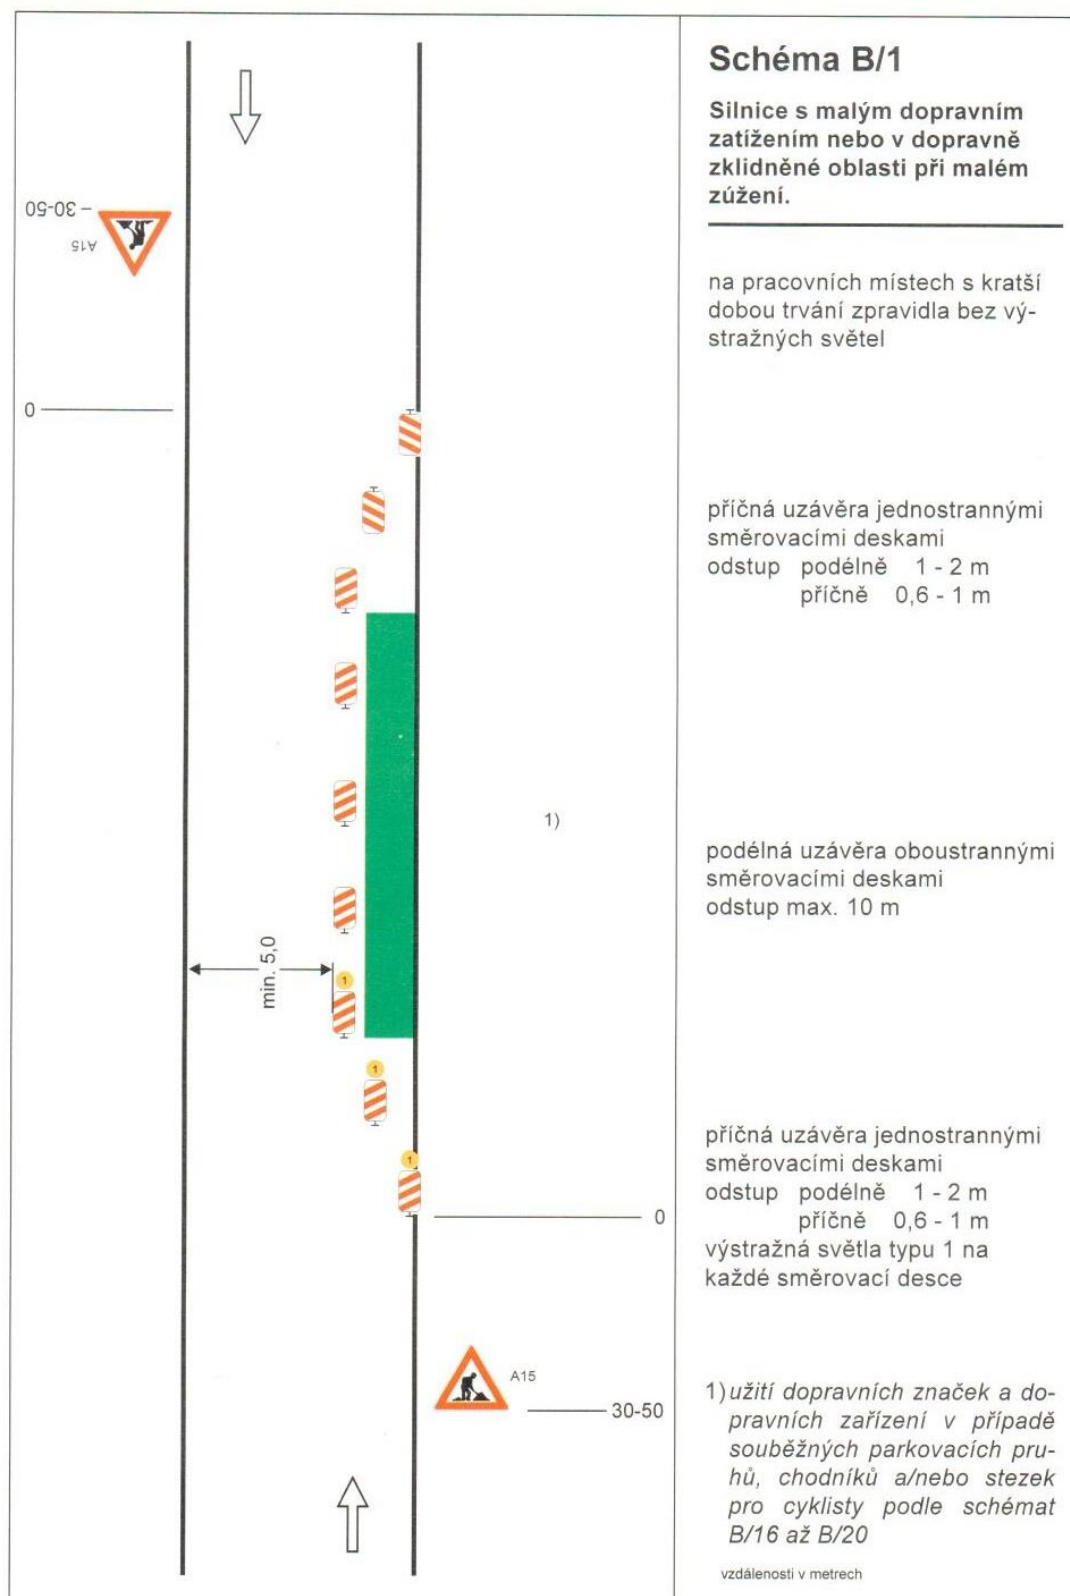 Schéma B/1
Silnice s malým dopravním
zatížením nebo v dopravně
zklidněné oblasti při malém
zúžení.
30-50
A15
na pracovních místech s kratší
dobou trvání zpravidla bez vý-
stražných světel
0
příčná uzávěra jednostrannými
směrovacími deskami
odstup podélně 1 - 2 m
příčně 0,6 - 1 m
1)
podélná uzávěra oboustrannými
směrovacími deskami
odstup max. 10 m
min. 5,0
1
1
1
příčná uzávěra jednostrannými
směrovacími deskami
odstup podélně 1 - 2 m
příčně 0,6 - 1 m
výstražná světla typu 1 na
každé směrovací desce
0
A15
30-50
1) užití dopravních značek a do-
pravních zařízení v případě
souběžných parkovacích pru-
hů, chodníků a/nebo stezek
pro cyklisty podle schémat
B/16 až B/20
vzdálenosti v metrech